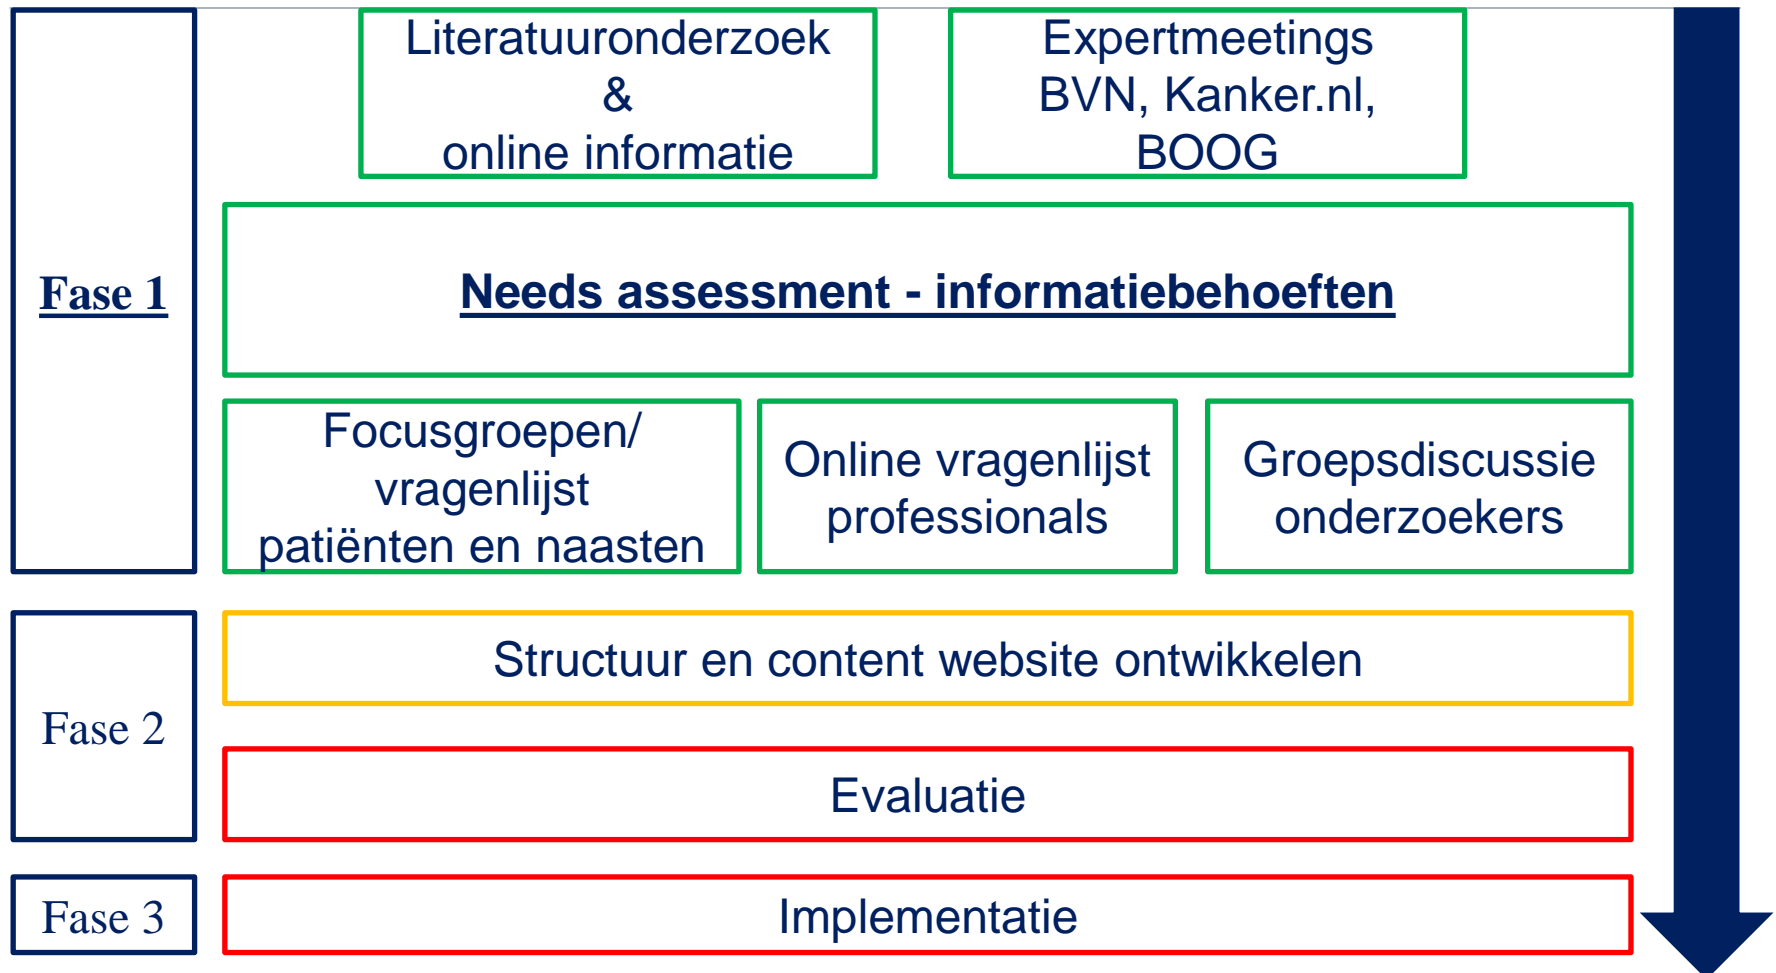 Literatuuronderzoek
&
online informatie
Expertmeetings
BVN, Kanker.nl,
BOOG
Fase 1
Needs assessment - informatiebehoeften
Focusgroepen/
vragenlijst
patiënten en naasten
Online vragenlijst
professionals
Groepsdiscussie
onderzoekers
Fase 2
Structuur en content website ontwikkelen
Evaluatie
Fase 3
Implementatie